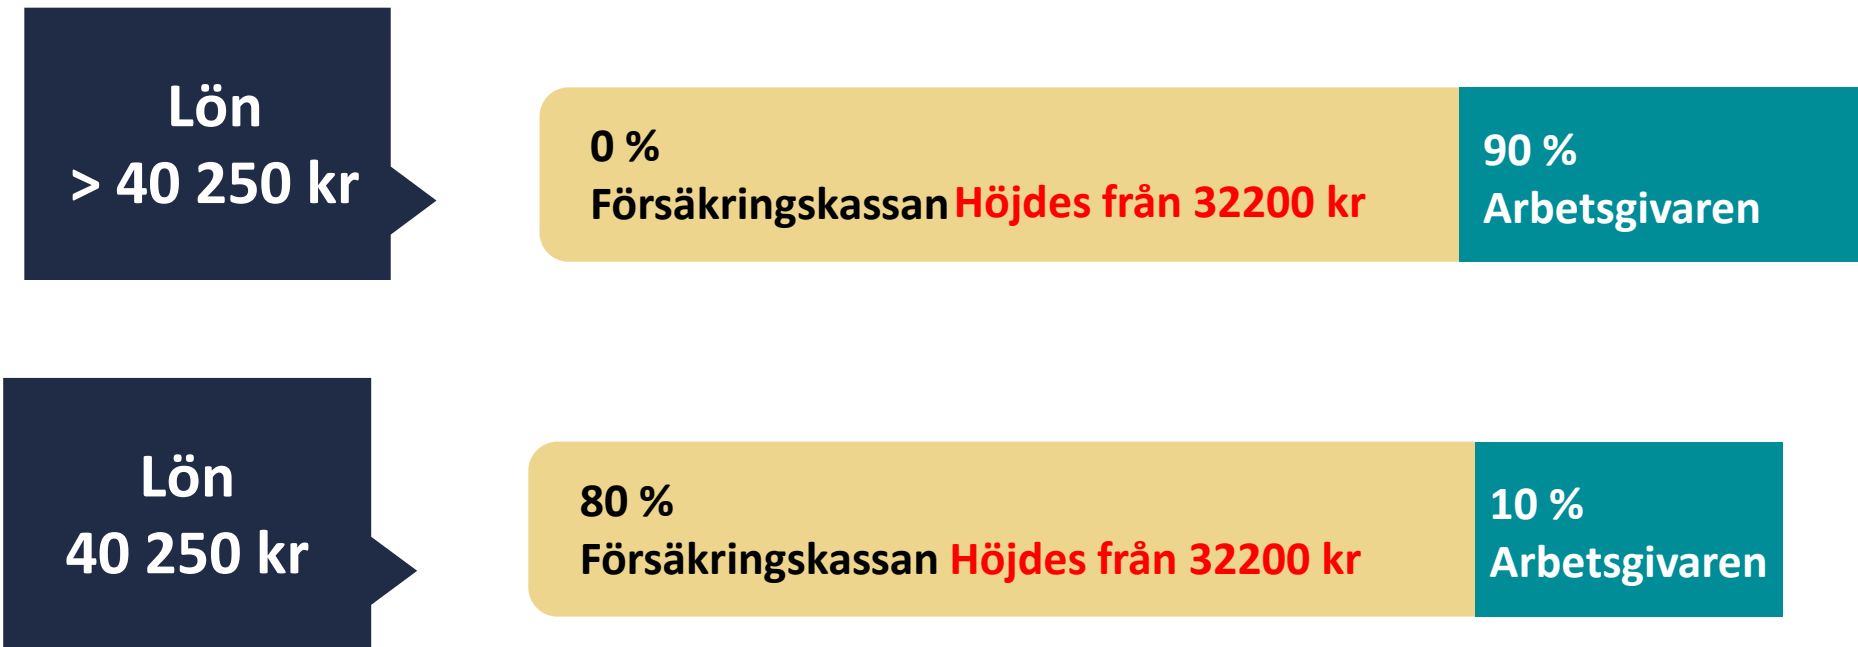 Lön
> 40 250 kr
0 %
Försäkringskassan Höjdes från 32200 kr
90 %
Arbetsgivaren
Lön
40 250 kr
80 %
Försäkringskassan Höjdes från 32200 kr
10 %
Arbetsgivaren